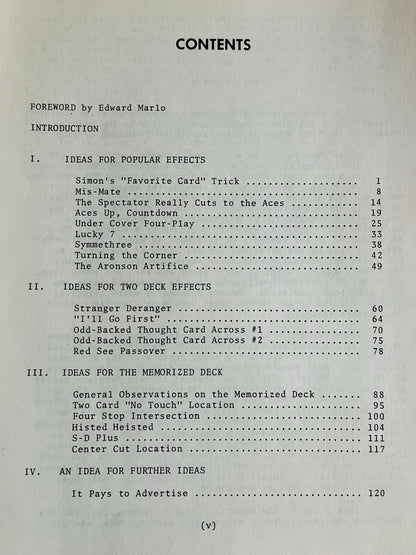 CONTENTS
FOREWORD by Edward Marlo
INTRODUCTION
I. IDEAS FOR POPULAR EFFECTS
Simon's "Favorite Card" Trick ..................... 1
Mis-Mate ........................................... 8
The Spectator Really Cuts to the Aces ............. 14
Aces Up, Countdown ................................ 19
Under Cover Four-Play ............................. 25
Lucky 7 ........................................... 33
Symmethree ........................................ 38
Turning the Corner ................................ 42
The Aronson Artifice .............................. 49
II. IDEAS FOR TWO DECK EFFECTS
Stranger Deranger ................................. 60
"I'll Go First" ................................... 64
Odd-Backed Thought Card Across #1 ................. 70
Odd-Backed Thought Card Across #2 ................. 75
Red See Passover .................................. 78
III. IDEAS FOR THE MEMORIZED DECK
General Observations on the Memorized Deck ....... 88
Two Card "No Touch" Location ...................... 95
Four Stop Intersection ............................ 100
Histed Heisted .................................... 104
S-D Plus .......................................... 111
Center Cut Location ............................... 117
IV. AN IDEA FOR FURTHER IDEAS
It Pays to Advertise .............................. 120
(v)